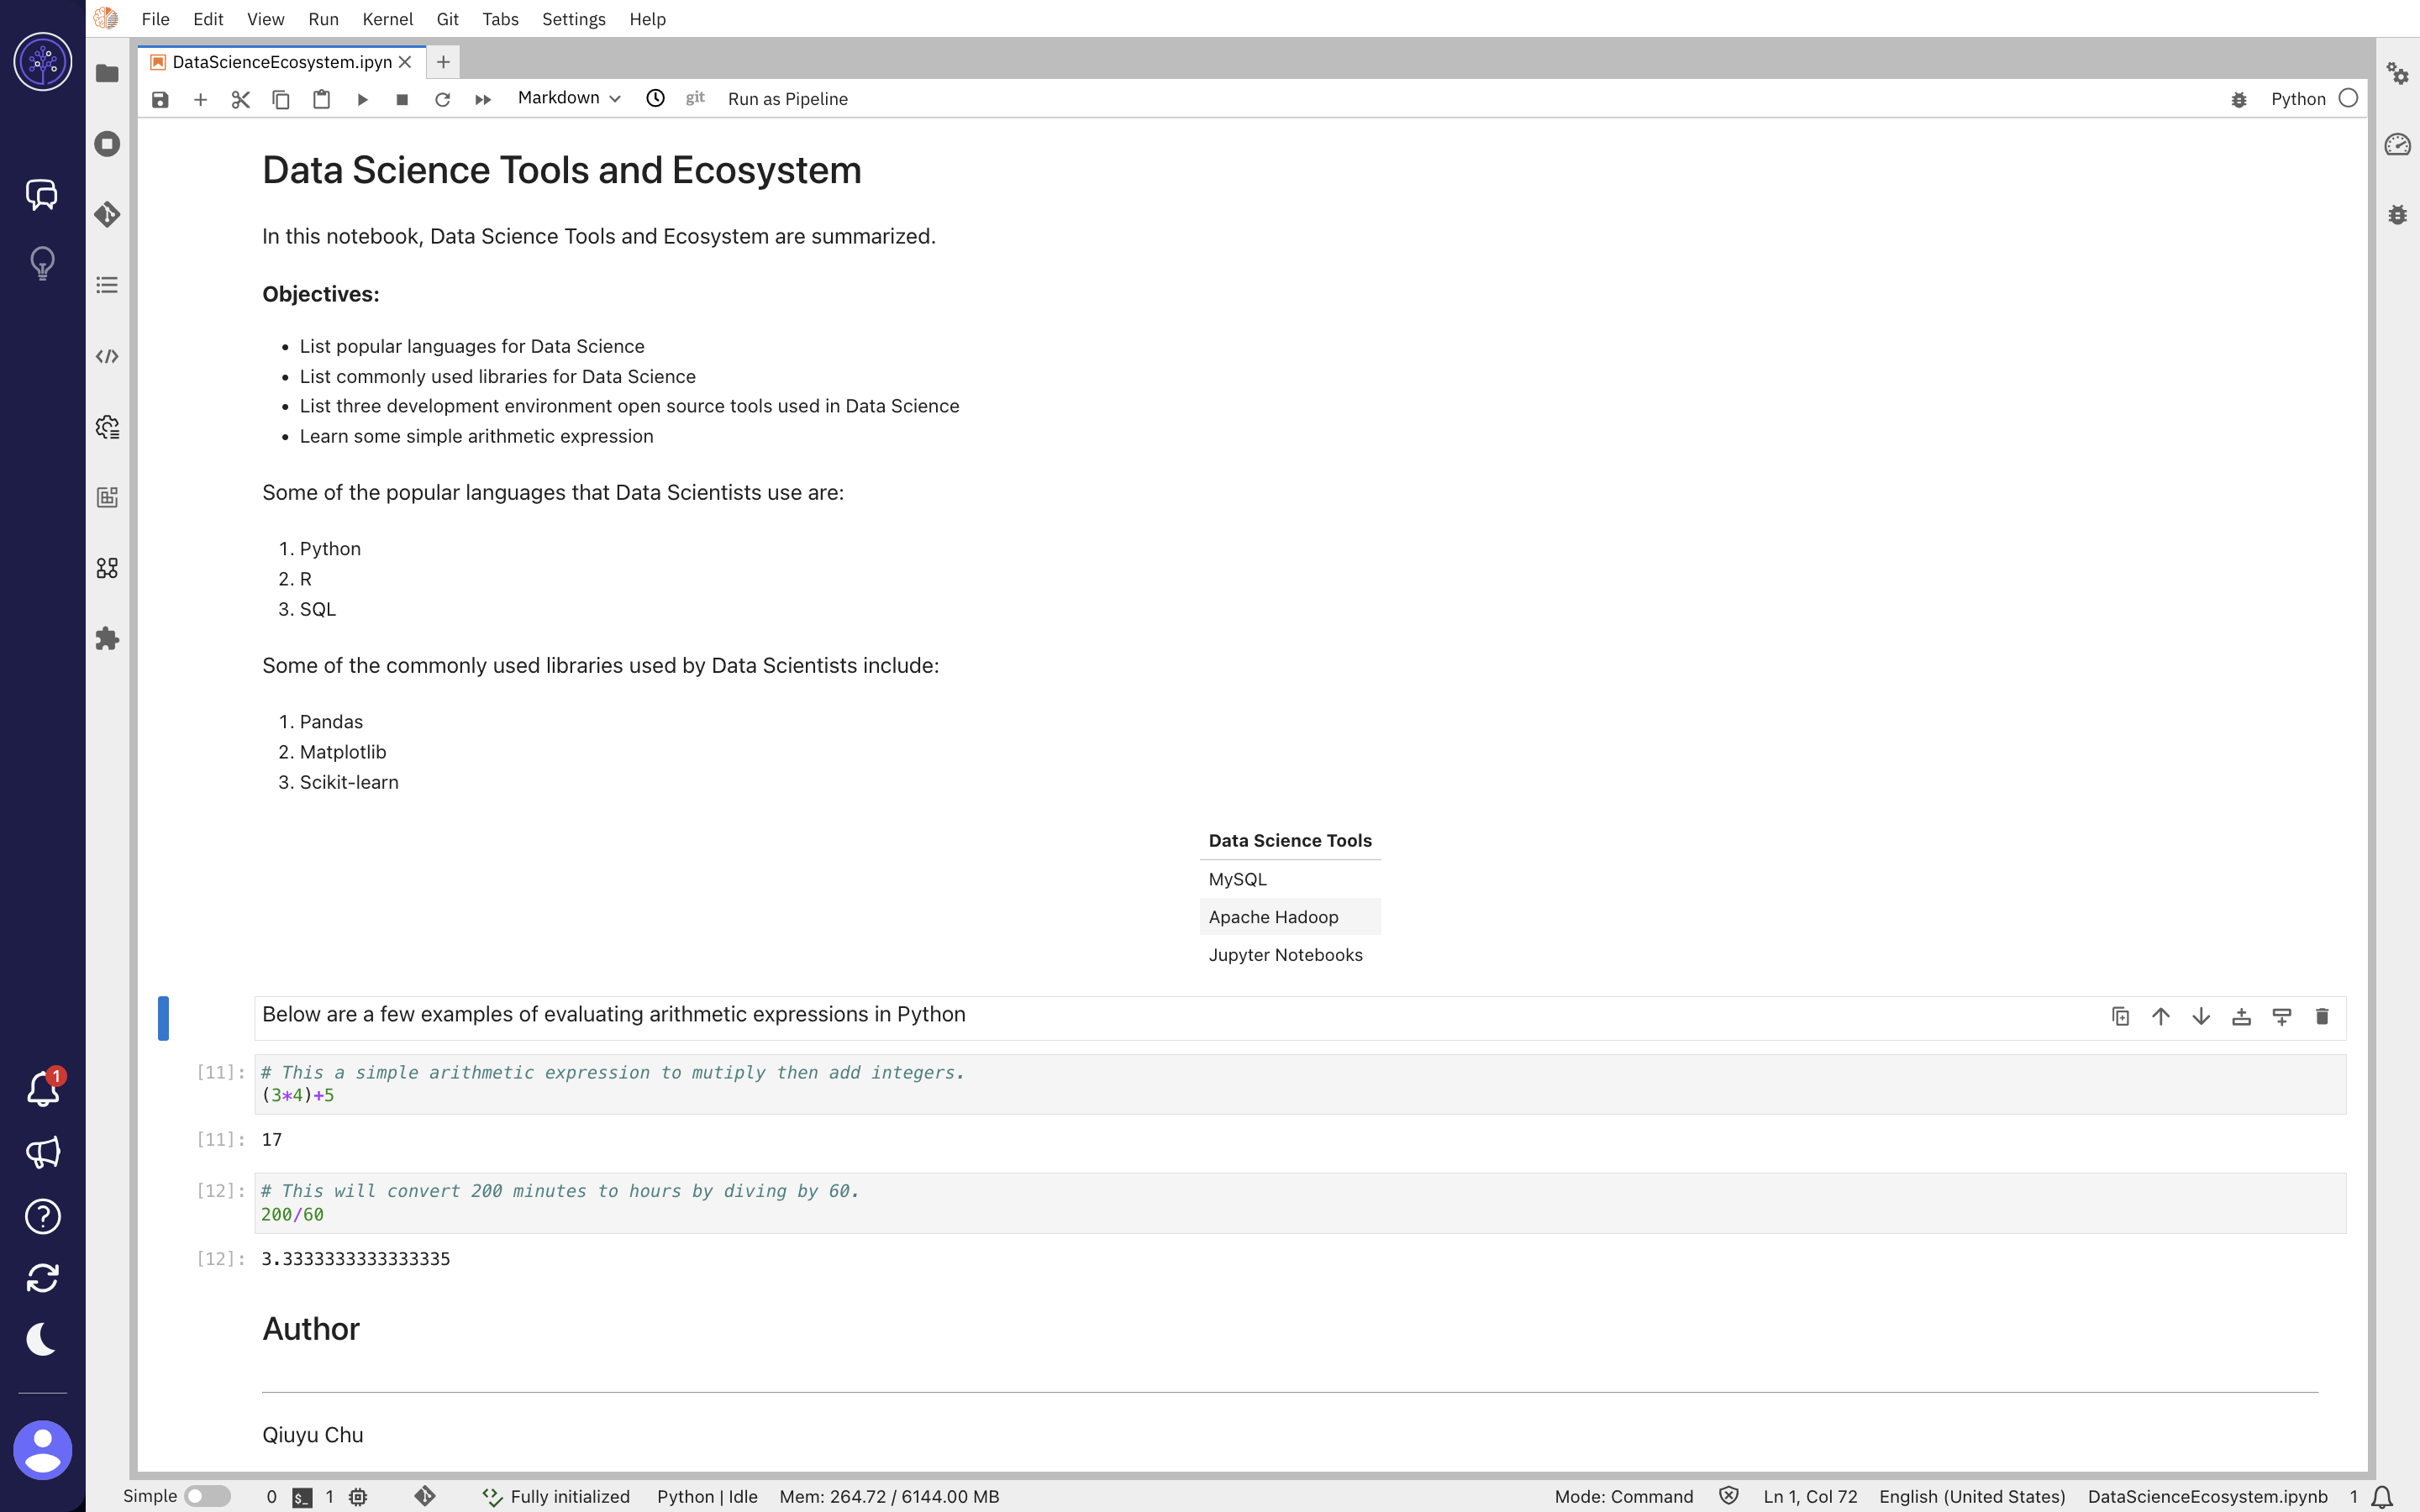 File Edit View Run Kernel Git Tabs Settings Help
DataScienceEcosystem.ipyn
Markdown git Run as Pipeline Python
Data Science Tools and Ecosystem
In this notebook, Data Science Tools and Ecosystem are summarized.
Objectives:
• List popular languages for Data Science
• List commonly used libraries for Data Science
• List three development environment open source tools used in Data Science
• Learn some simple arithmetic expression
Some of the popular languages that Data Scientists use are:
1. Python
2. R
3. SQL
Some of the commonly used libraries used by Data Scientists include:
1. Pandas
2. Matplotlib
3. Scikit-learn
Data Science Tools
MySQL
Apache Hadoop
Jupyter Notebooks
Below are a few examples of evaluating arithmetic expressions in Python
[11]: # This a simple arithmetic expression to mutiply then add integers.
(3*4)+5
[11]: 17
[12]: # This will convert 200 minutes to hours by diving by 60.
200/60
[12]: 3.3333333333333335
Author
Qiuyu Chu
1
Simple 0 $_ 1 Fully initialized Python | Idle Mem: 264.72 / 6144.00 MB Mode: Command Ln 1, Col 72 English (United States) DataScienceEcosystem.ipynb 1